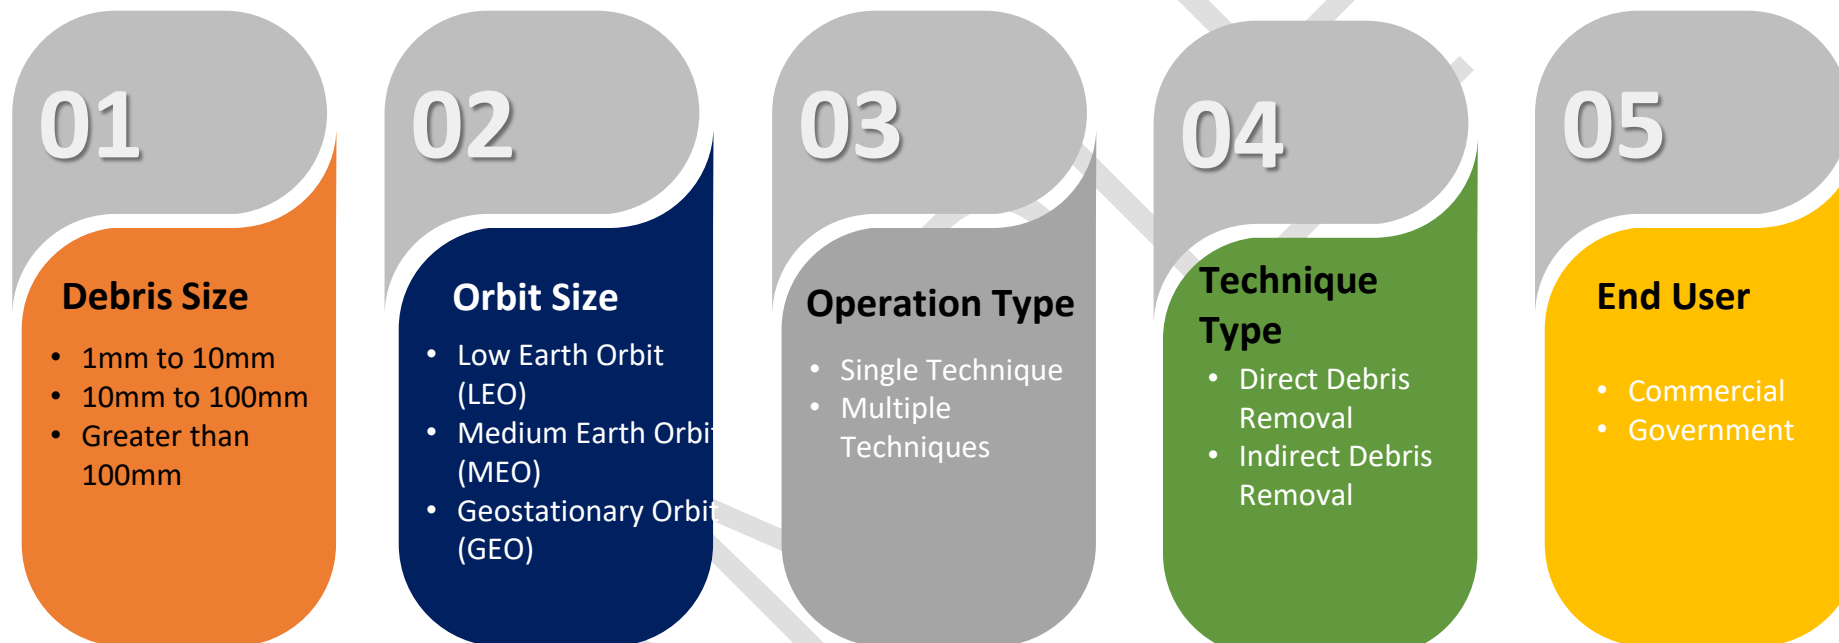 01
Debris Size
• 1mm to 10mm
• 10mm to 100mm
• Greater than
100mm
02
Orbit Size
• Low Earth Orbit
(LEO)
• Medium Earth Orbit
(MEO)
• Geostationary Orbit
(GEO)
03
Operation Type
• Single Technique
• Multiple
Techniques
04
Technique
Type
• Direct Debris
Removal
• Indirect Debris
Removal
05
End User
• Commercial
• Government